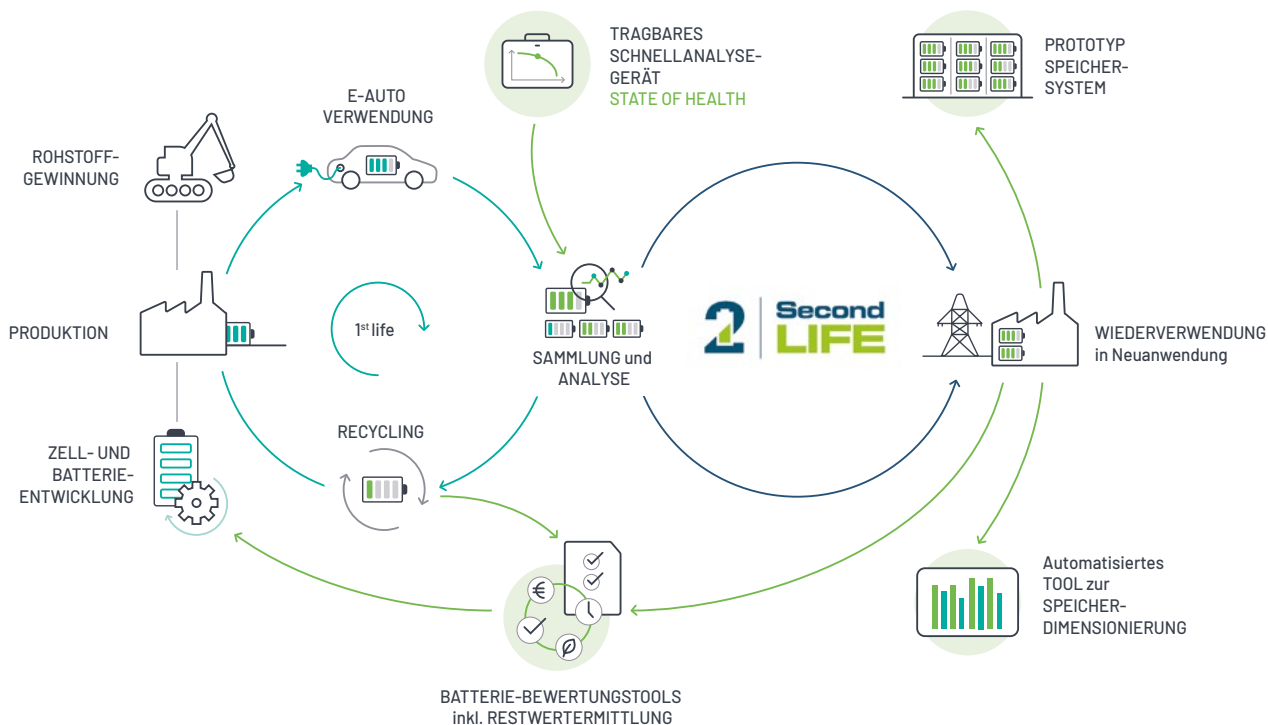 TRAGBARES
SCHNELLANALYSE-
GERÄT
STATE OF HEALTH
PROTOTYP
SPEICHER-
SYSTEM
E-AUTO
VERWENDUNG
ROHSTOFF-
GEWINNUNG
PRODUKTION
1st life
SAMMLUNG und
ANALYSE
2 Second
LIFE
WIEDERVERWENDUNG
in Neuanwendung
RECYCLING
ZELL- UND
BATTERIE-
ENTWICKLUNG
€
Automatisiertes
TOOL zur
SPEICHER-
DIMENSIONIERUNG
BATTERIE-BEWERTUNGSTOOLS
inkl. RESTWERTERMITTLUNG